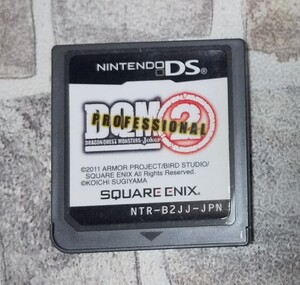 NINTENDO DS
DQM 2
PROFESSIONAL
DRAGON QUEST MONSTERS Joker
©2011 ARMOR PROJECT/BIRD STUDIO/
SQUARE ENIX All Rights Reserved.
©KOICHI SUGIYAMA
SQUARE ENIX.
NTR-B2JJ-JPN